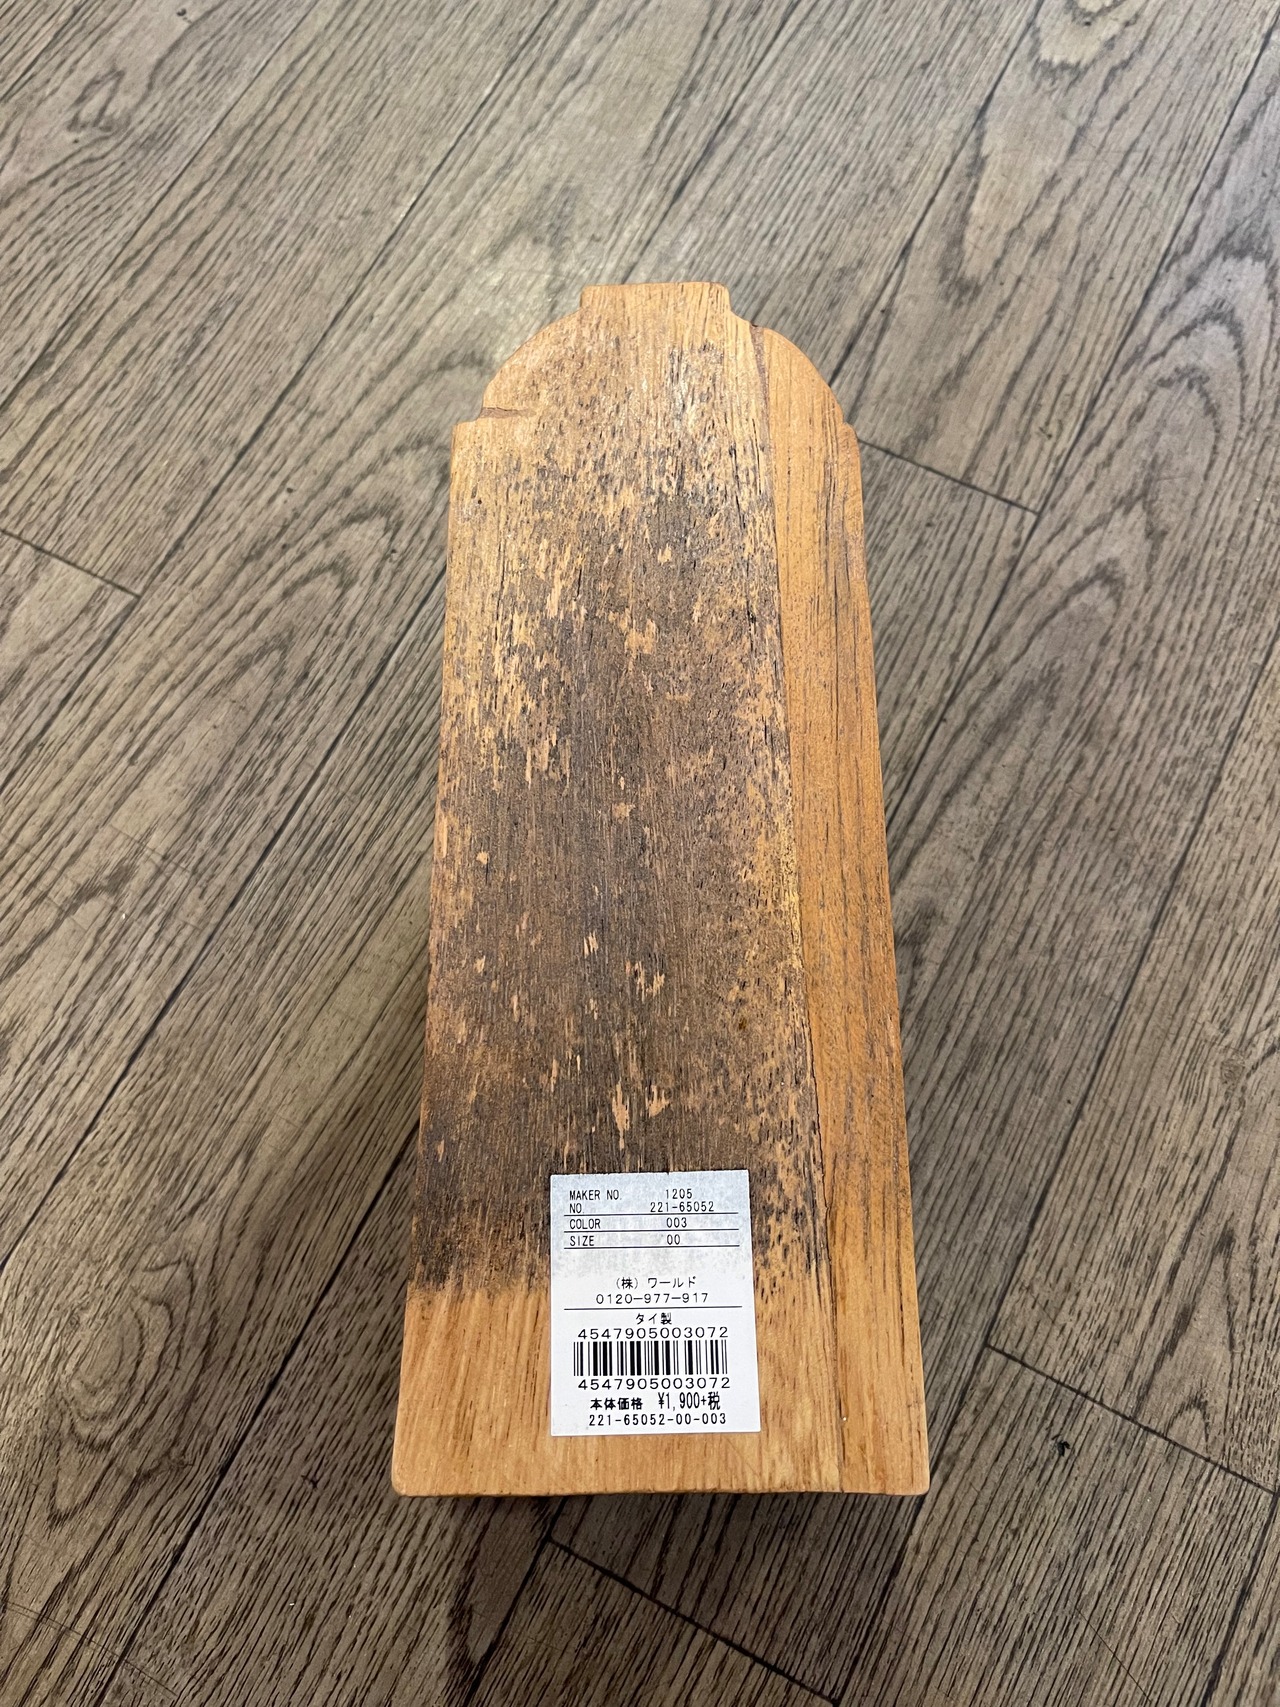 MAKER NO 1205
NO 221-65052
COLOR 003
SIZE 00
(株)ワールド
0120-977-917
タイ製
4547905003072
4547905003072
本体価格 ¥1,900+税
221-65052-00-003